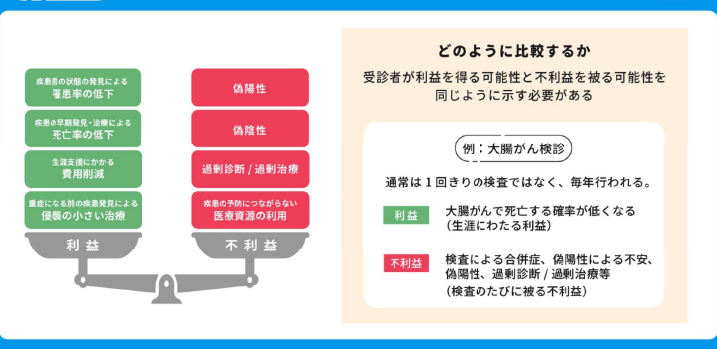 疾患前の状態の発見による
罹患率の低下
疾患の早期発見・治療による
死亡率の低下
生涯支援にかかる
費用削減
重症になる前の疾患発見による
侵襲の小さい治療
利益
偽陽性
偽陰性
過剰診断 / 過剰治療
疾患の予防につながらない
医療資源の利用
不利益
どのように比較するか
受診者が利益を得る可能性と不利益を被る可能性を
同じように示す必要がある
例：大腸がん検診
通常は 1 回きりの検査ではなく、毎年行われる。
利益
大腸がんで死亡する確率が低くなる
（生涯にわたる利益）
不利益
検査による合併症、偽陽性による不安、
偽陽性、過剰診断 / 過剰治療等
（検査のたびに被る不利益）